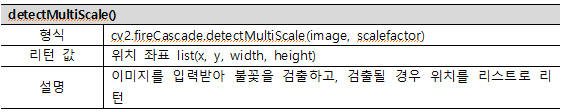 detectMultiScale()
형식 cv2.fireCascade.detectMultiScale(image, scalefactor)
리턴 값 위치 좌표 list(x, y, width, height)
설명 이미지를 입력받아 불꽃을 검출하고, 검출될 경우 위치를 리스트로 리
턴